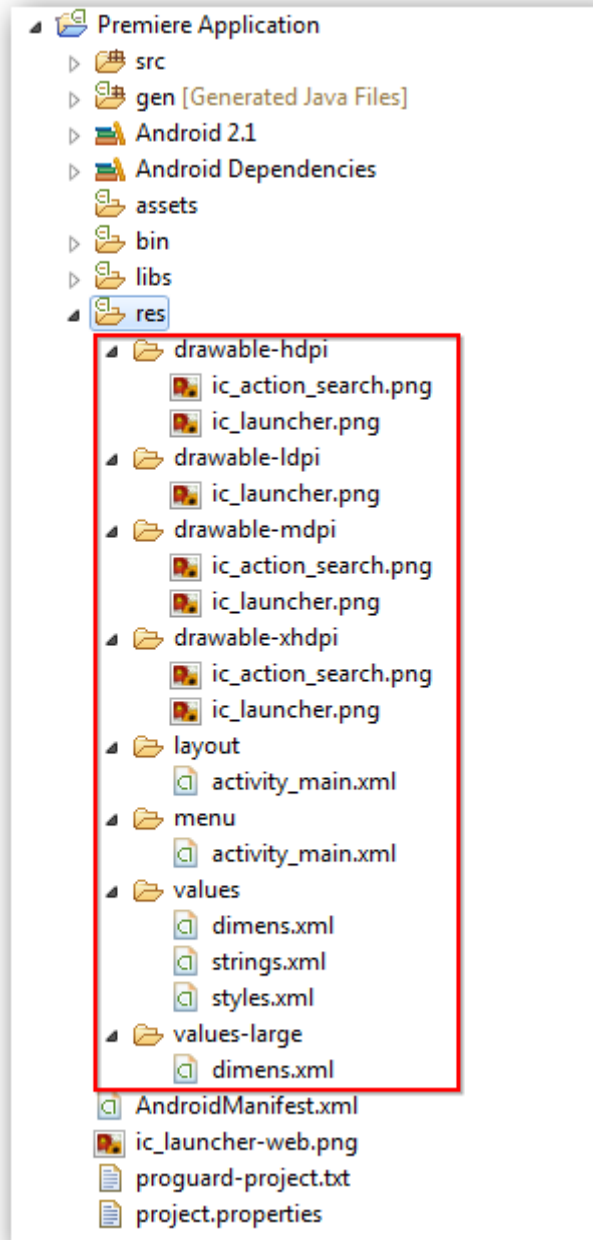 Premiere Application
src
gen [Generated Java Files]
Android 2.1
Android Dependencies
assets
bin
libs
res
drawable-hdpi
ic_action_search.png
ic_launcher.png
drawable-ldpi
ic_launcher.png
drawable-mdpi
ic_action_search.png
ic_launcher.png
drawable-xhdpi
ic_action_search.png
ic_launcher.png
layout
activity_main.xml
menu
activity_main.xml
values
dimens.xml
strings.xml
styles.xml
values-large
dimens.xml
AndroidManifest.xml
ic_launcher-web.png
proguard-project.txt
project.properties